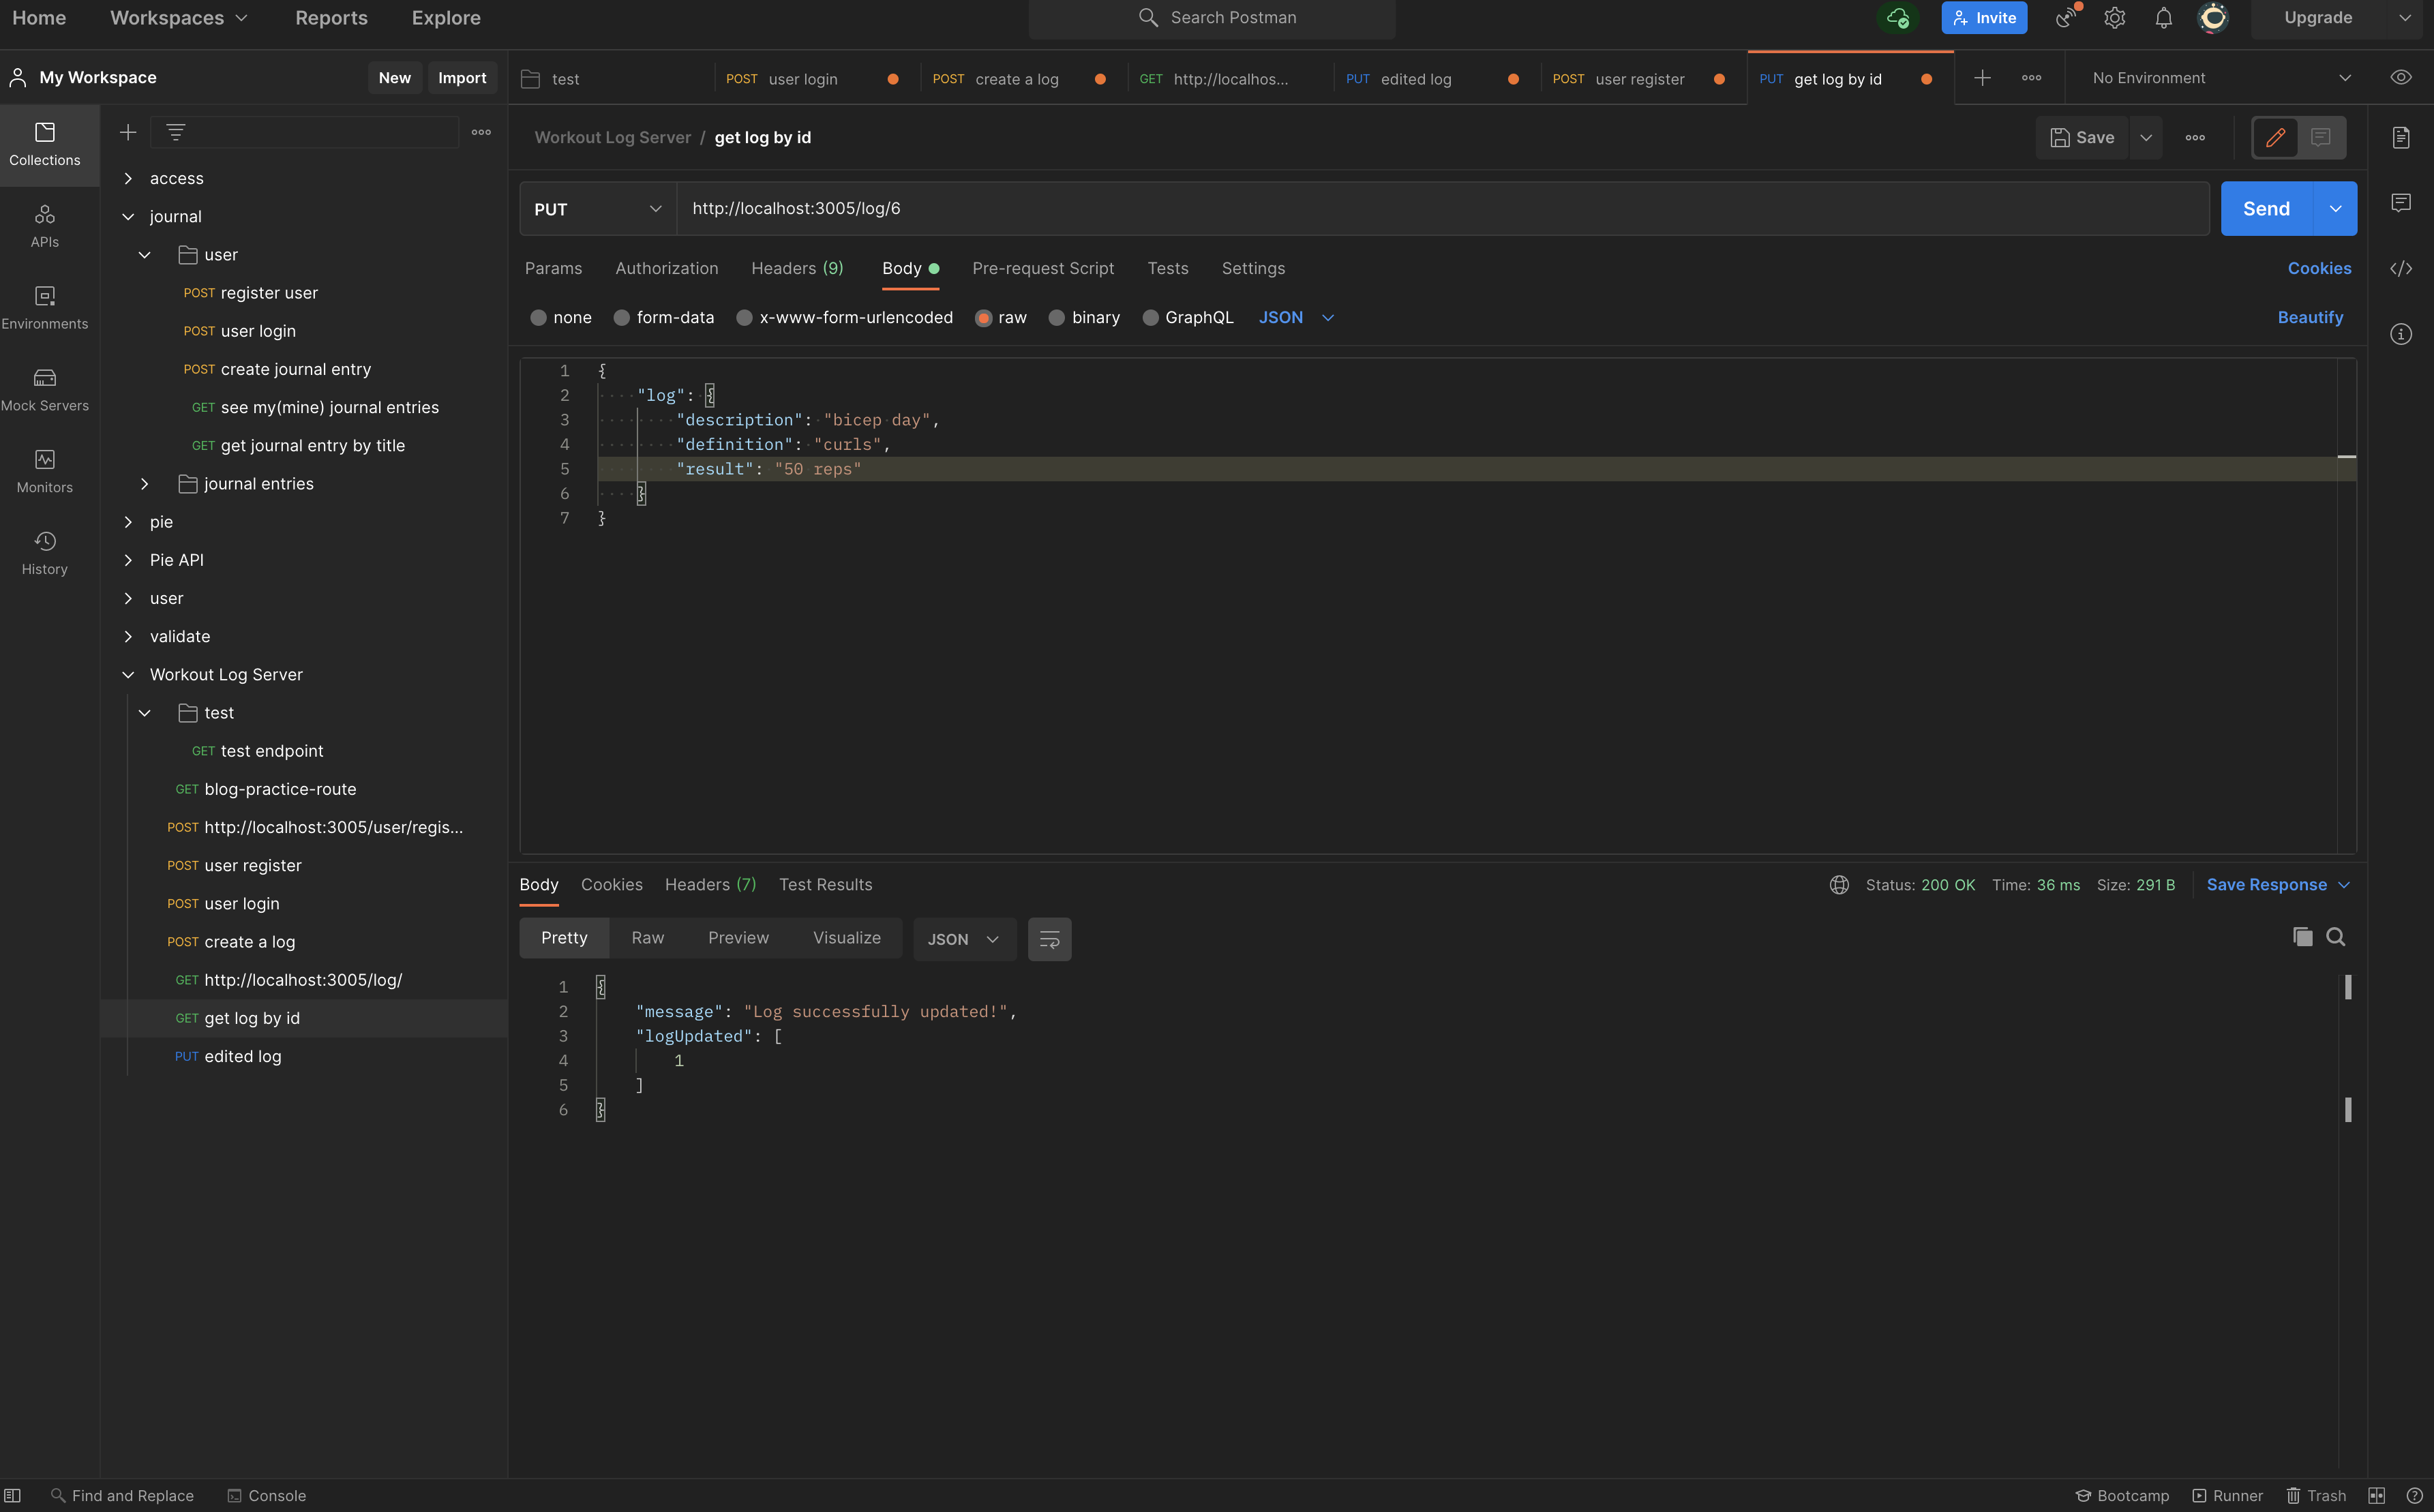 Home Workspaces Reports Explore Search Postman Invite Upgrade
My Workspace New Import
test POST user login POST create a log GET http://localhos... PUT edited log POST user register PUT get log by id No Environment
Collections
APIs
Environments
Mock Servers
Monitors
History
access
journal
user
POST register user
POST user login
POST create journal entry
GET see my(mine) journal entries
GET get journal entry by title
journal entries
pie
Pie API
user
validate
Workout Log Server
test
GET test endpoint
GET blog-practice-route
POST http://localhost:3005/user/regis...
POST user register
POST user login
POST create a log
GET http://localhost:3005/log/
GET get log by id
PUT edited log
Workout Log Server / get log by id Save
PUT http://localhost:3005/log/6 Send
Params Authorization Headers (9) Body Pre-request Script Tests Settings Cookies
none form-data x-www-form-urlencoded raw binary GraphQL JSON Beautify
1 {
2 "log": {
3 "description": "bicep day",
4 "definition": "curls",
5 "result": "50 reps"
6 }
7 }
Body Cookies Headers (7) Test Results Status: 200 OK Time: 36 ms Size: 291 B Save Response
Pretty Raw Preview Visualize JSON
1 {
2 "message": "Log successfully updated!",
3 "logUpdated": [
4 1
5 ]
6 }
Find and Replace Console Bootcamp Runner Trash